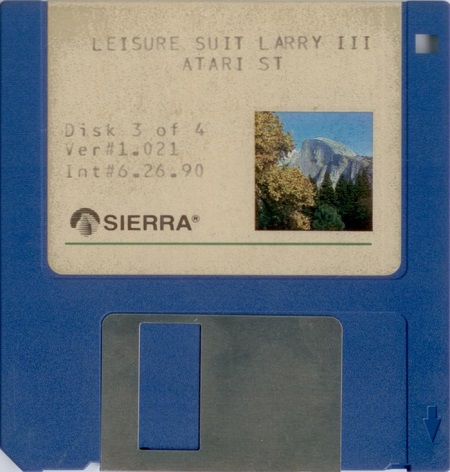 LEISURE SUIT LARRY III
ATARI ST
Disk 3 of 4
Ver#1.021
Int#6.26.90
SIERRA®